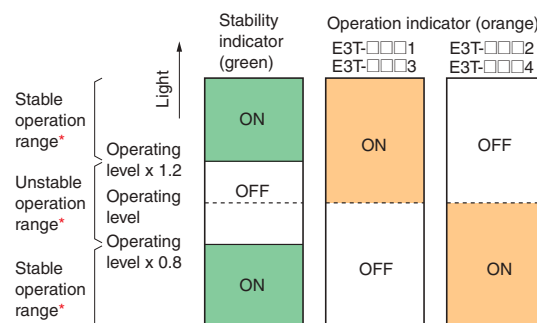 Stability
indicator
(green)
Operation indicator (orange)
E3T-□□□1
E3T-□□□3
E3T-□□□2
E3T-□□□4
Light
Stable
operation
range*
Operating
level x 1.2
Unstable
operation
range*
Operating
level
Operating
level x 0.8
Stable
operation
range*
ON
OFF
ON
ON
OFF
OFF
ON